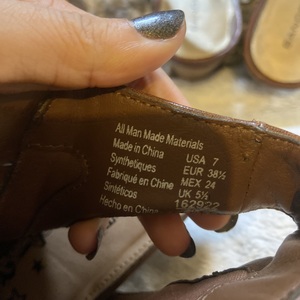 All Man Made Materials
Made in China
Synthetiques
Fabriqué en Chine
Sintéticos
Hecho en China
USA 7
EUR 38½
MEX 24
UK 5½
162922